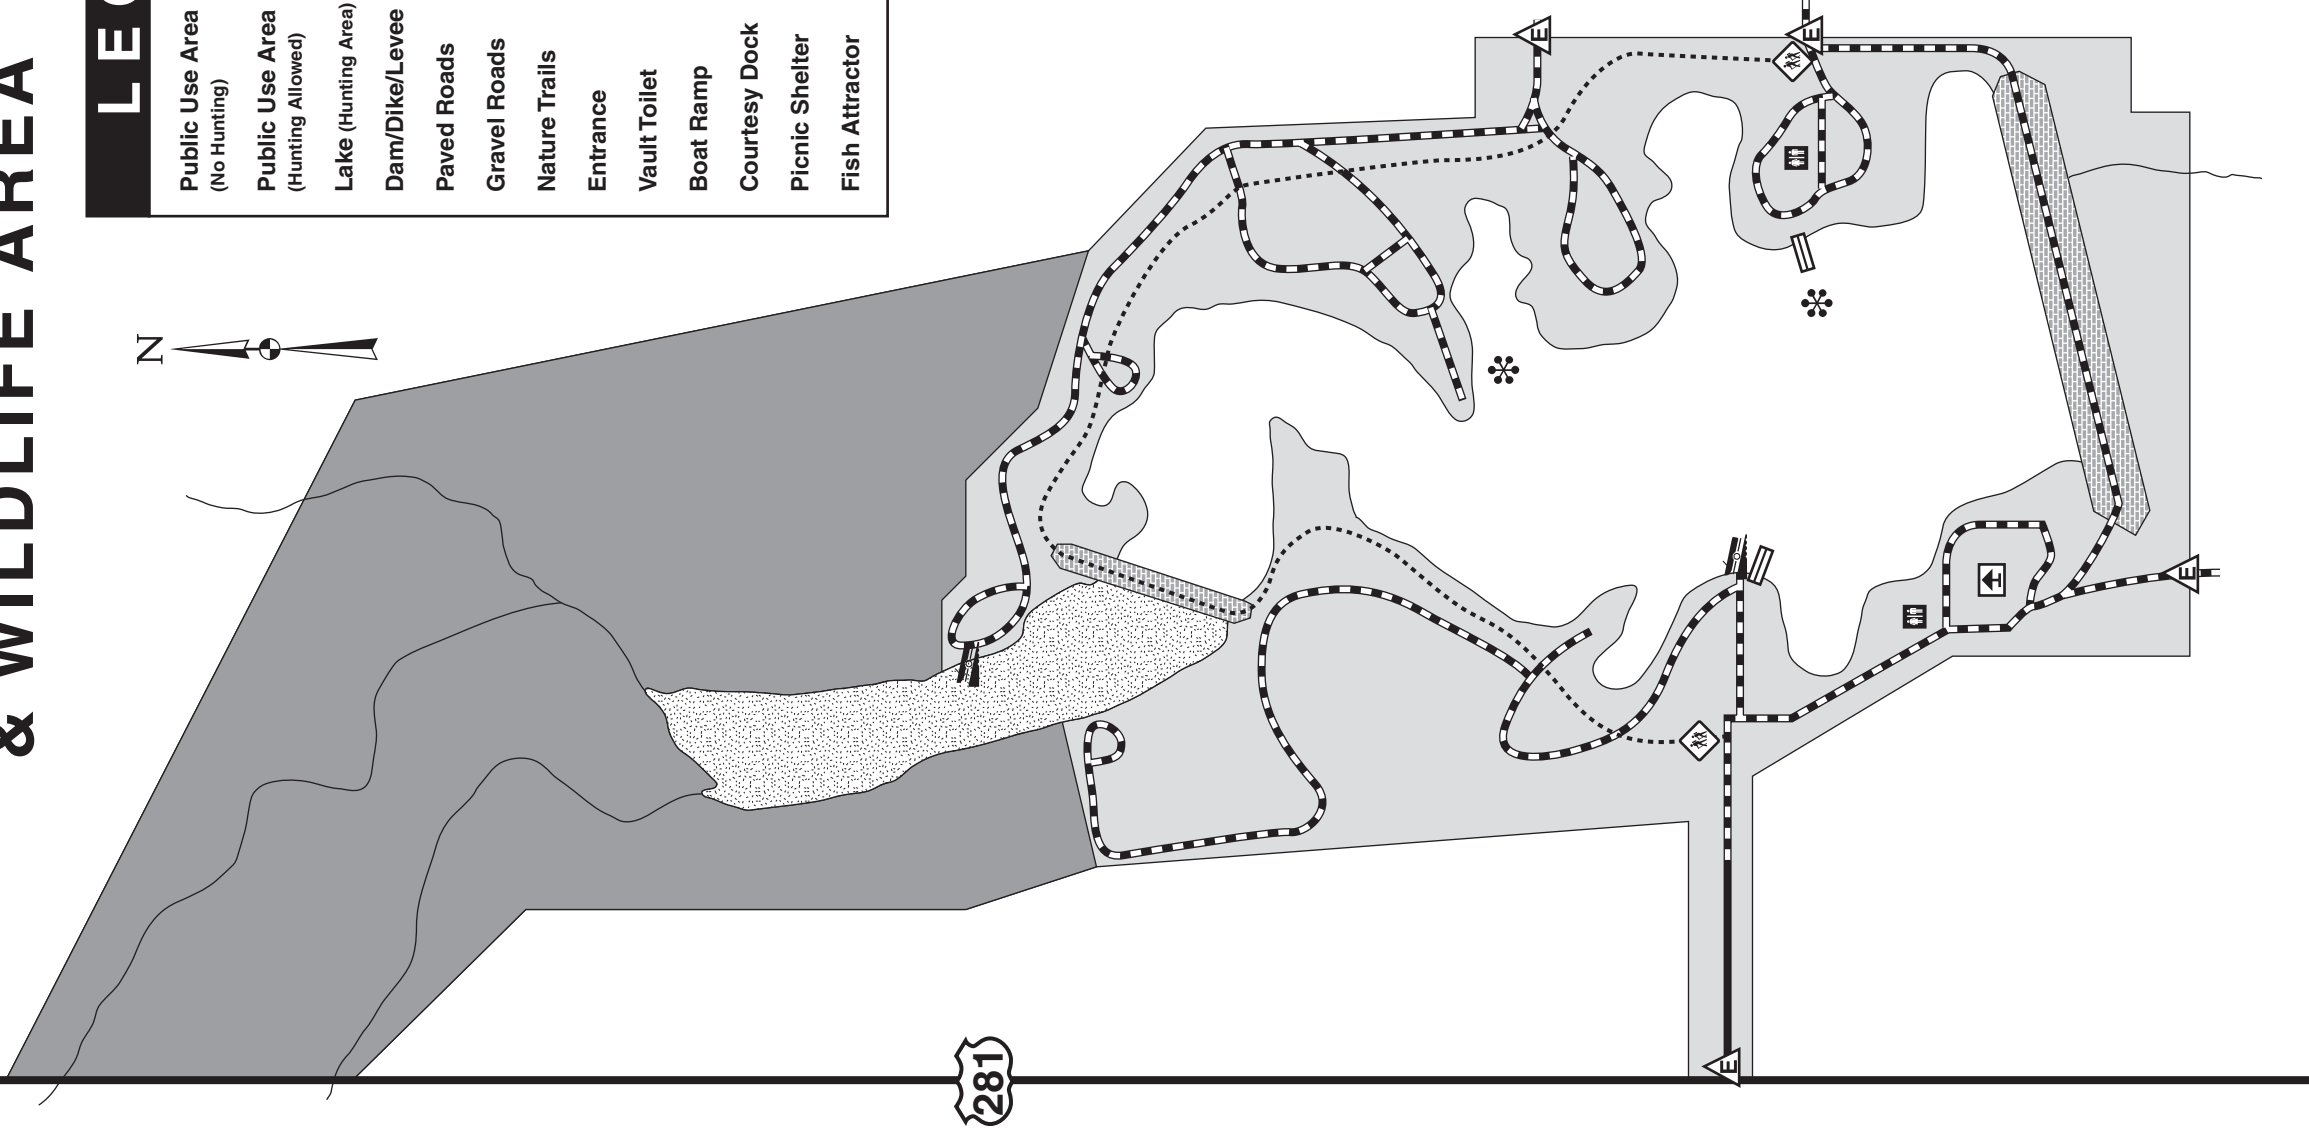 & WILDLIFE AREA
Public Use Area
(No Hunting)
Public Use Area
(Hunting Allowed)
Lake (Hunting Area)
Dam/Dike/Levee
Paved Roads
Gravel Roads
Nature Trails
Entrance
Vault Toilet
Boat Ramp
Courtesy Dock
Picnic Shelter
Fish Attractor
N
E
E
E
E
281